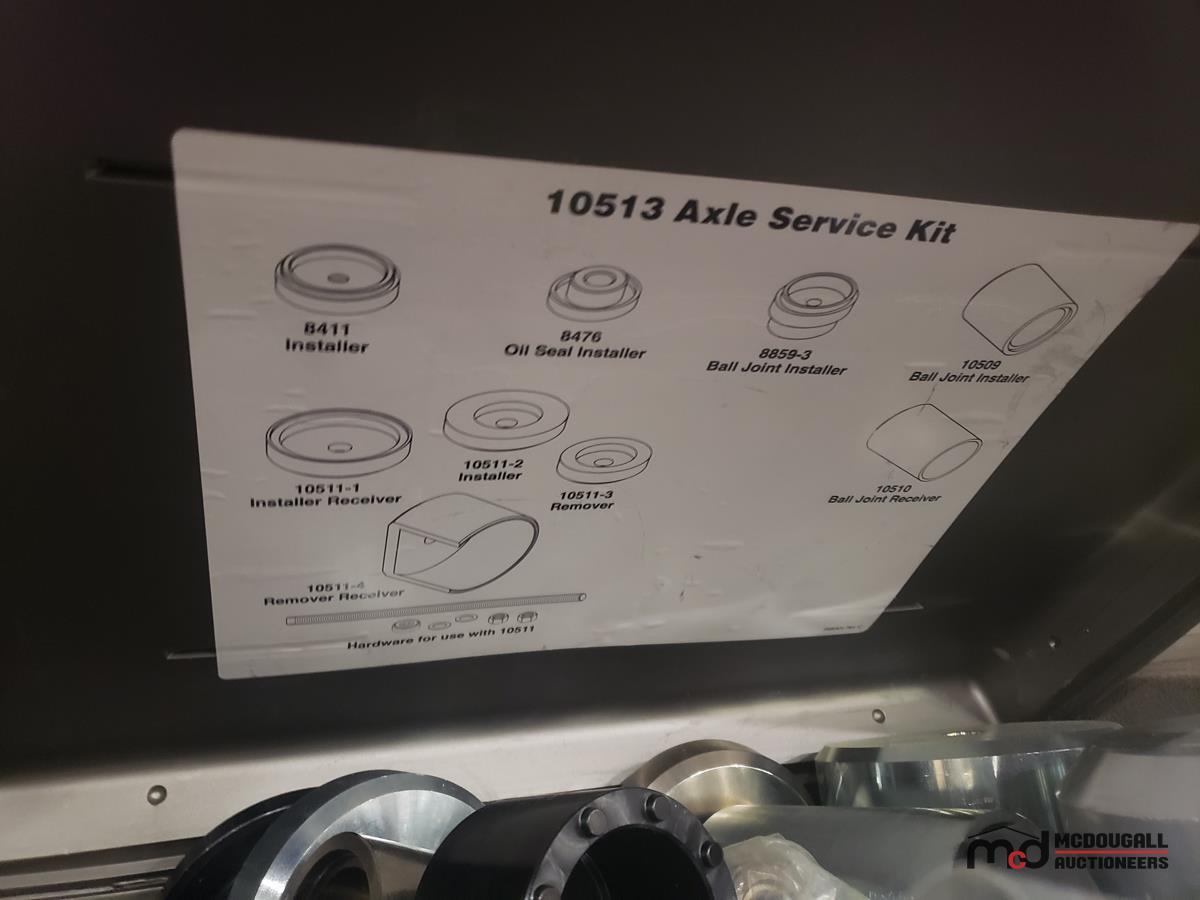 10513 Axle Service Kit
8411
Installer
8476
Oil Seal Installer
8859-3
Ball Joint Installer
10509
Ball Joint Installer
10511-1
Installer Receiver
10511-2
Installer
10511-3
Remover
10510
Ball Joint Receiver
10511-4
Remover Receiver
Hardware for use with 10511
mcd
MCDOUGALL
AUCTIONEERS